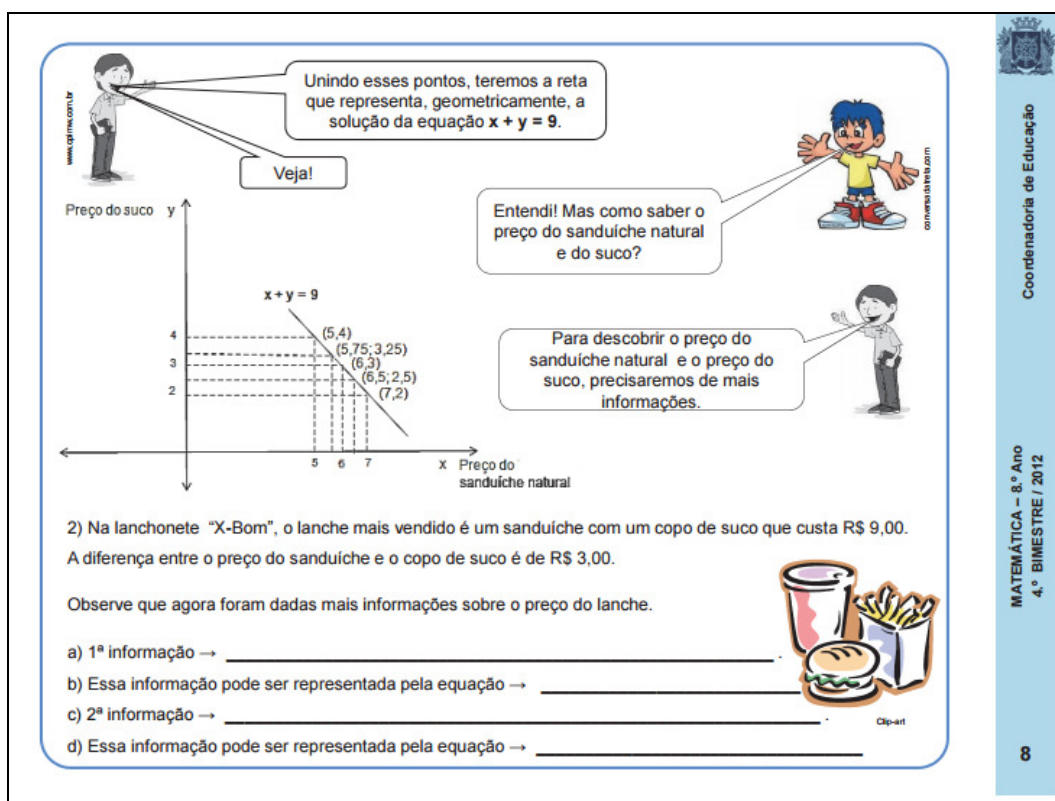 www.qpimw.com.br
Unindo esses pontos, teremos a reta
que representa, geometricamente, a
solução da equação x + y = 9.
Veja!
conversadatreta.com
Entendi! Mas como saber o
preço do sanduíche natural
e do suco?
Para descobrir o preço do
sanduíche natural e o preço do
suco, precisaremos de mais
informações.
Preço do suco y
x + y = 9
4
3
2
(5,4)
(5,75; 3,25)
(6,3)
(6,5; 2,5)
(7,2)
5 6 7 x Preço do
sanduíche natural
2) Na lanchonete “X-Bom”, o lanche mais vendido é um sanduíche com um copo de suco que custa R$ 9,00.
A diferença entre o preço do sanduíche e o copo de suco é de R$ 3,00.
Observe que agora foram dadas mais informações sobre o preço do lanche.
a) 1ª informação → ______________________________ .
b) Essa informação pode ser representada pela equação → ______________
c) 2ª informação → ______________________________ .
d) Essa informação pode ser representada pela equação → ______________
Clip-art
Coordenadoria de Educação
MATEMÁTICA – 8.º Ano
4.º BIMESTRE / 2012
8